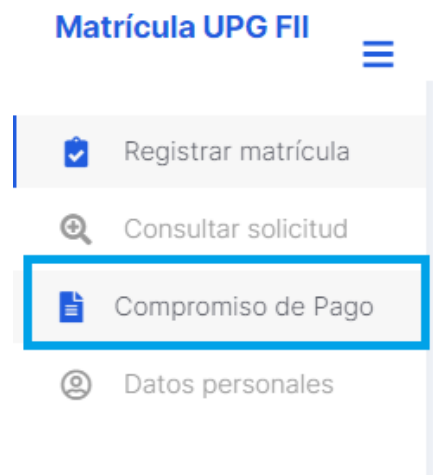 Matrícula UPG FII
Registrar matrícula
Consultar solicitud
Compromiso de Pago
Datos personales